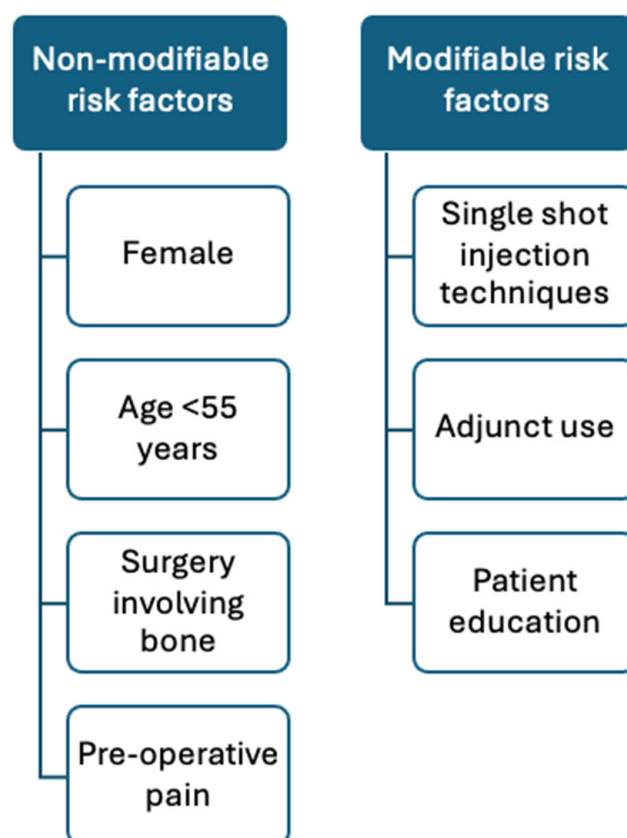 Non-modifiable
risk factors
Female
Age <55
years
Surgery
involving
bone
Pre-operative
pain
Modifiable risk
factors
Single shot
injection
techniques
Adjunct use
Patient
education